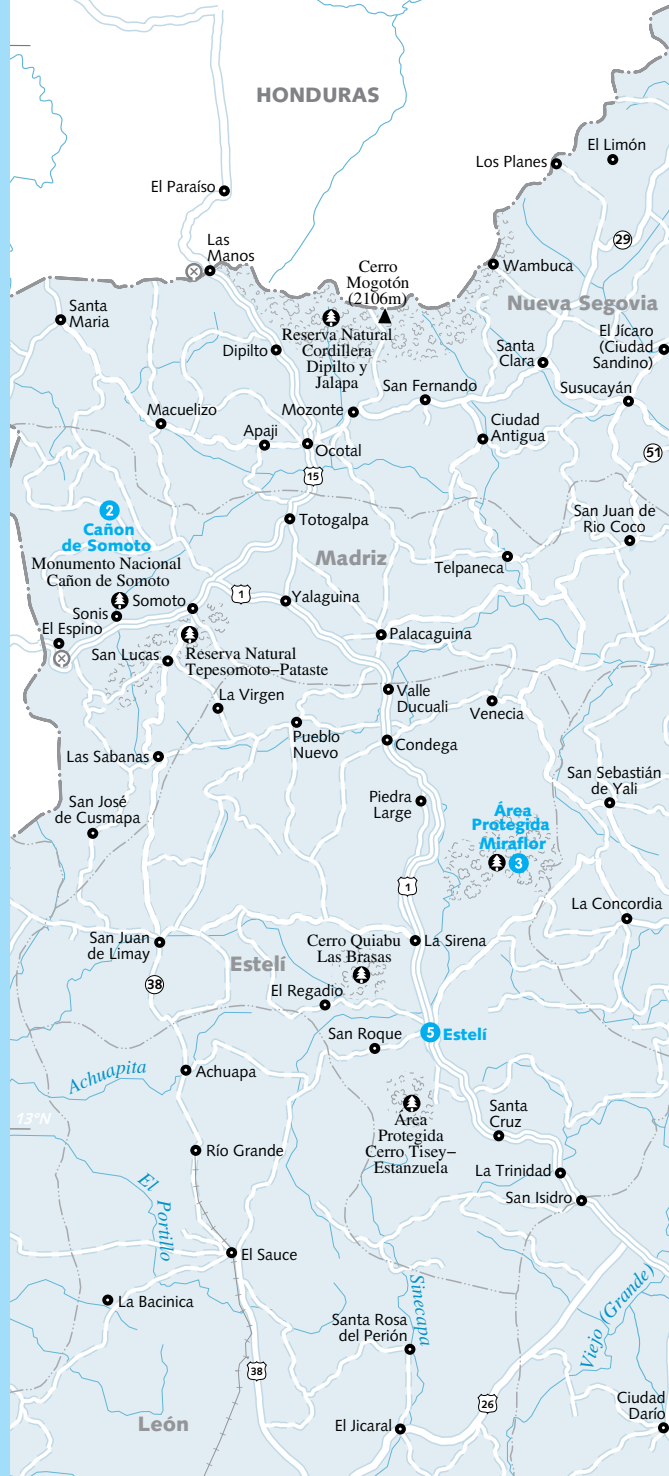 HONDURAS
El Limón
Los Planes
El Paraíso
29
Las
Manos
Cerro
Mogotón
(2106m)
Wambuca
Nueva Segovia
Santa
Maria
Reserva Natural
Cordillera
Dipilto y
Jalapa
El Jícaro
(Ciudad
Sandino)
Dipilto
Santa
Clara
San Fernando
Susucayán
Macuelizo
Mozonte
Apaji
Ocotal
Ciudad
Antigua
51
15
2
Cañon
de Somoto
Totogalpa
San Juan de
Rio Coco
Madriz
Monumento Nacional
Cañon de Somoto
Telpaneca
Sonis
Somoto
1
Yalaguina
El Espino
Palacaguina
San Lucas
Reserva Natural
Tepesomoto–Pataste
La Virgen
Valle
Ducuali
Venecia
Pueblo
Nuevo
Condega
Las Sabanas
San Sebastián
de Yali
San José
de Cusmapa
Piedra
Large
Área
Protegida
Miraflor
3
1
La Concordia
San Juan
de Limay
Cerro Quiabu
Las Brasas
La Sirena
Estelí
38
El Regadio
San Roque
5 Estelí
Achuapita
Achuapa
13°N
Área
Protegida
Cerro Tisey–
Estanzuela
Santa
Cruz
Río Grande
La Trinidad
San Isidro
El Portillo
El Sauce
Sinecapa
Viejo (Grande)
La Bacinica
Santa Rosa
del Perión
38
26
Ciudad
Darío
León
El Jicaral